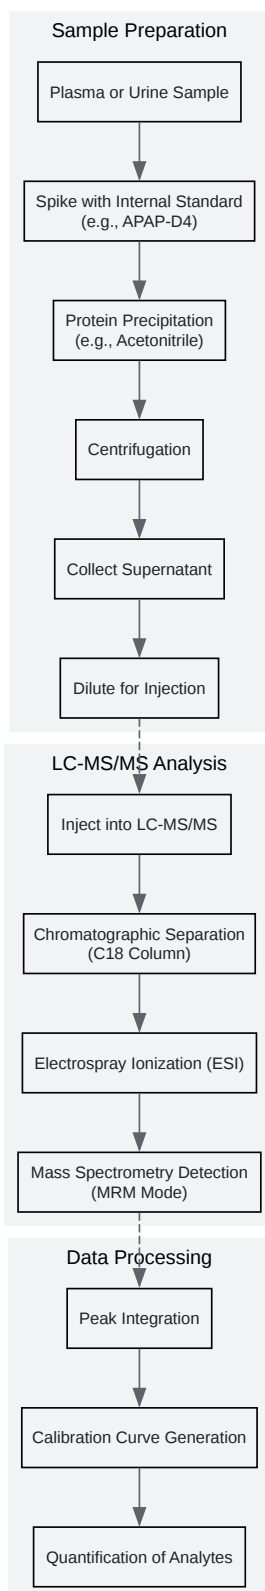 Sample Preparation
Plasma or Urine Sample
Spike with Internal Standard
(e.g., APAP-D4)
Protein Precipitation
(e.g., Acetonitrile)
Centrifugation
Collect Supernatant
Dilute for Injection
LC-MS/MS Analysis
Inject into LC-MS/MS
Chromatographic Separation
(C18 Column)
Electrospray Ionization (ESI)
Mass Spectrometry Detection
(MRM Mode)
Data Processing
Peak Integration
Calibration Curve Generation
Quantification of Analytes